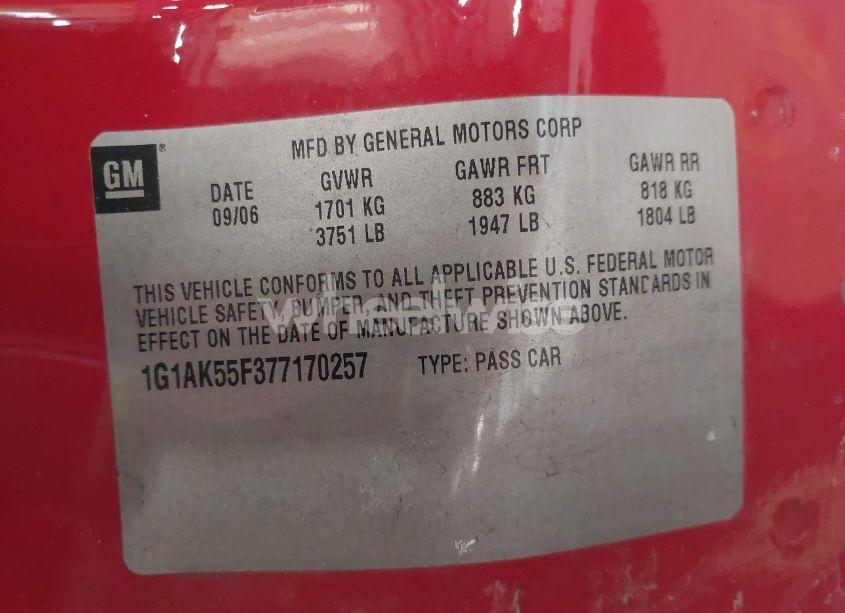 MFD BY GENERAL MOTORS CORP
GM®
DATE GVWR GAWR FRT GAWR RR
09/06 1701 KG 883 KG 818 KG
3751 LB 1947 LB 1804 LB
THIS VEHICLE CONFORMS TO ALL APPLICABLE U.S. FEDERAL MOTOR
VEHICLE SAFETY, BUMPER, AND THEFT PREVENTION STANDARDS IN
EFFECT ON THE DATE OF MANUFACTURE SHOWN ABOVE.
1G1AK55F377170257 TYPE: PASS CAR